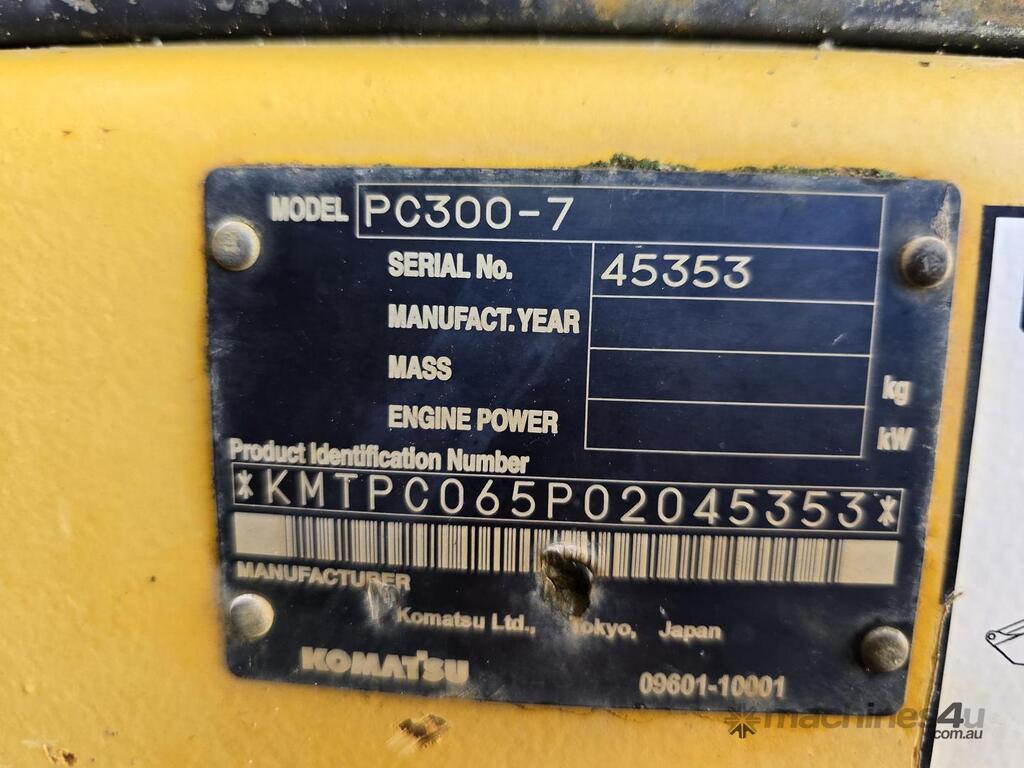 MODEL PC300-7
SERIAL No. 45353
MANUFACT. YEAR
MASS kg
ENGINE POWER kW
Product Identification Number
*KMTPC065P02045353*
MANUFACTURER
Komatsu Ltd., Tokyo, Japan
KOMATSU 09601-10001
machines4u
.com.au